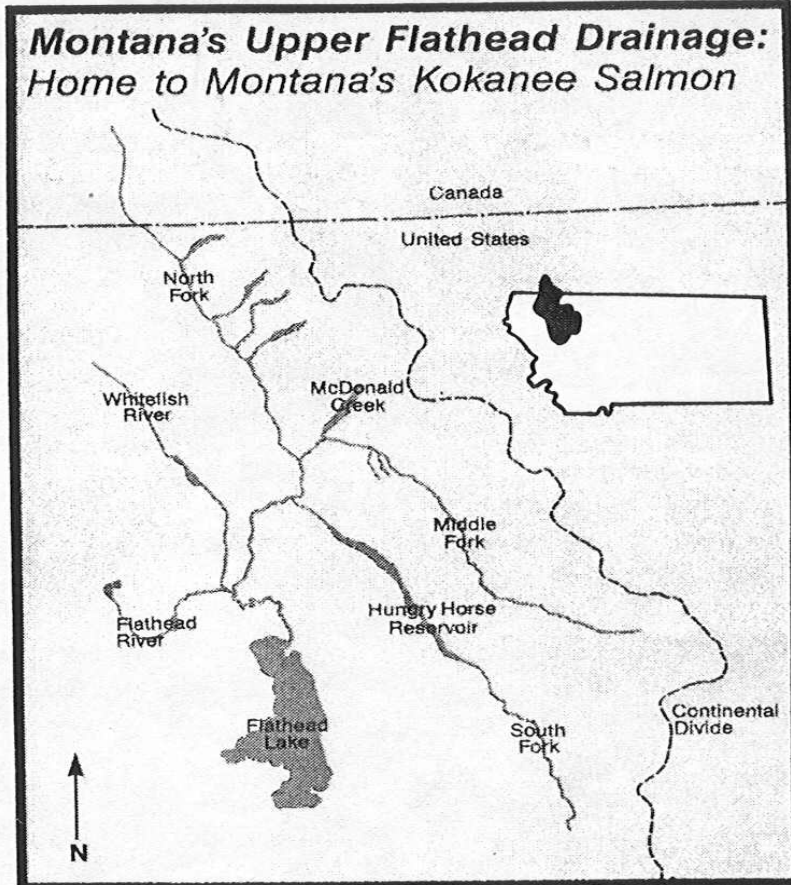 Montana's Upper Flathead Drainage:
Home to Montana's Kokanee Salmon
Canada
United States
North
Fork
McDonald
Creek
Whitefish
River
Middle
Fork
Hungry Horse
Reservoir
Flathead
River
Flathead
Lake
South
Fork
Continental
Divide
N